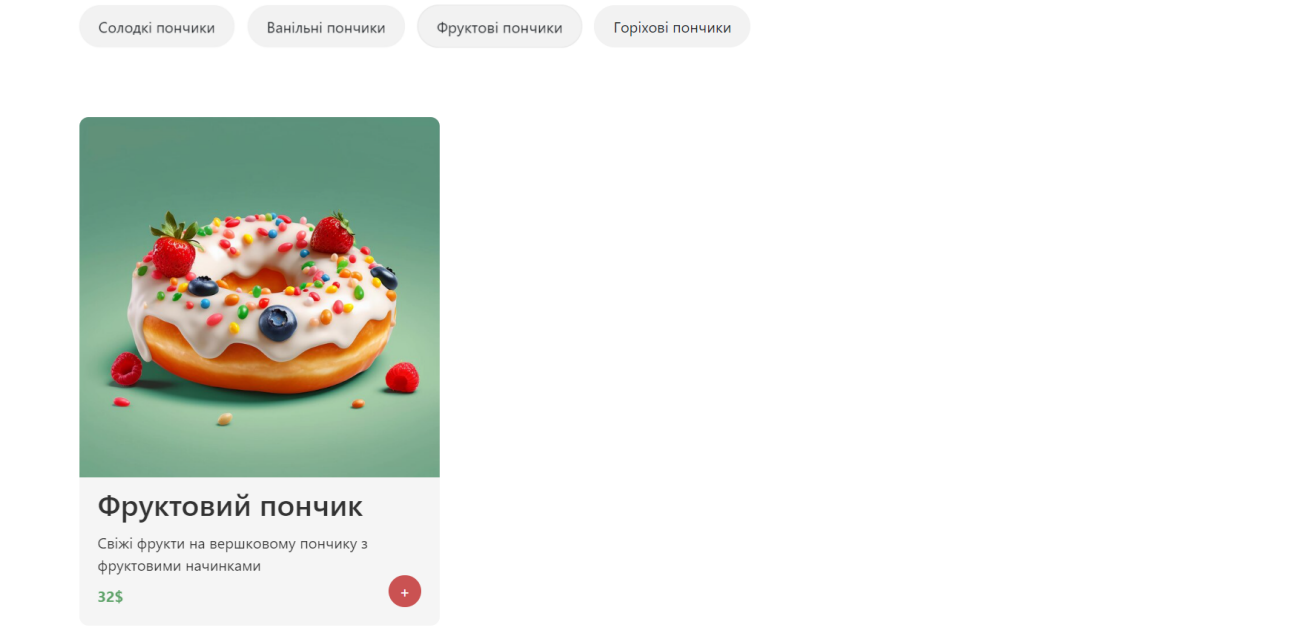 Солодкі пончики
Ванільні пончики
Фруктові пончики
Горіхові пончики
Фруктовий пончик
Свіжі фрукти на вершковому пончику з
фруктовими начинками
32$
+